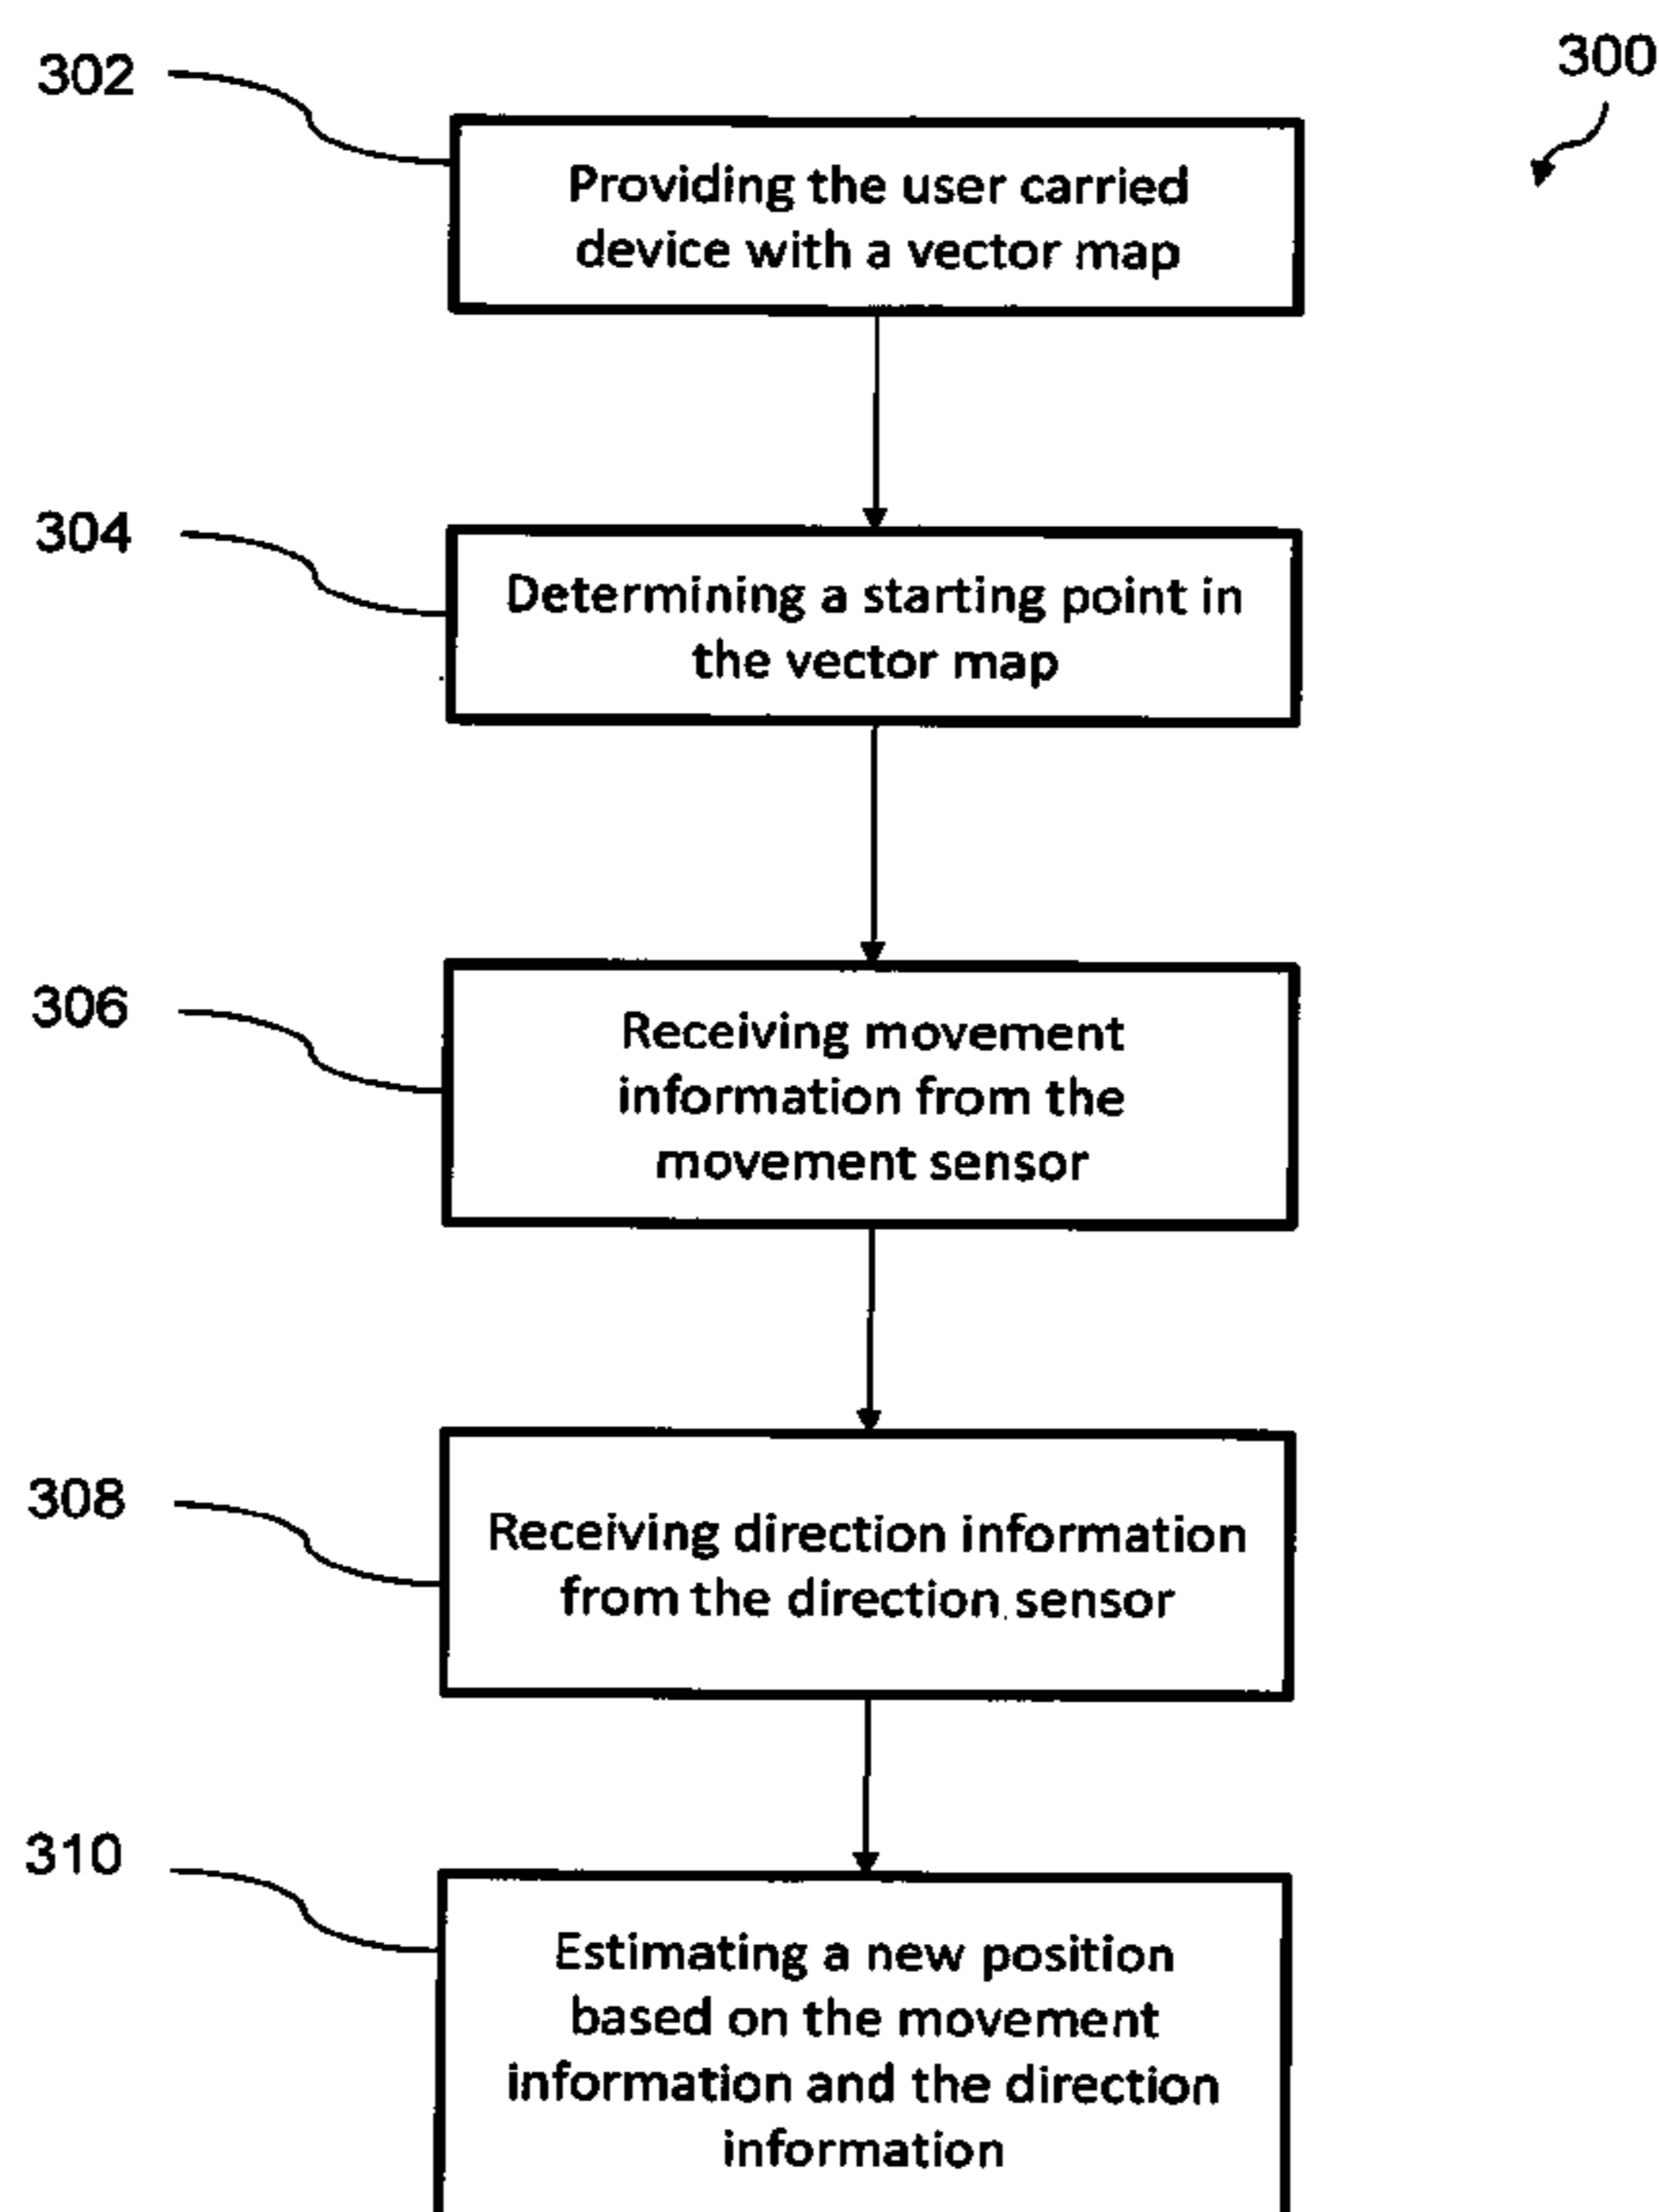 300
302
Providing the user carried
device with a vector map
304
Determining a starting point in
the vector map
306
Receiving movement
information from the
movement sensor
308
Receiving direction information
from the direction sensor
310
Estimating a new position
based on the movement
information and the direction
information